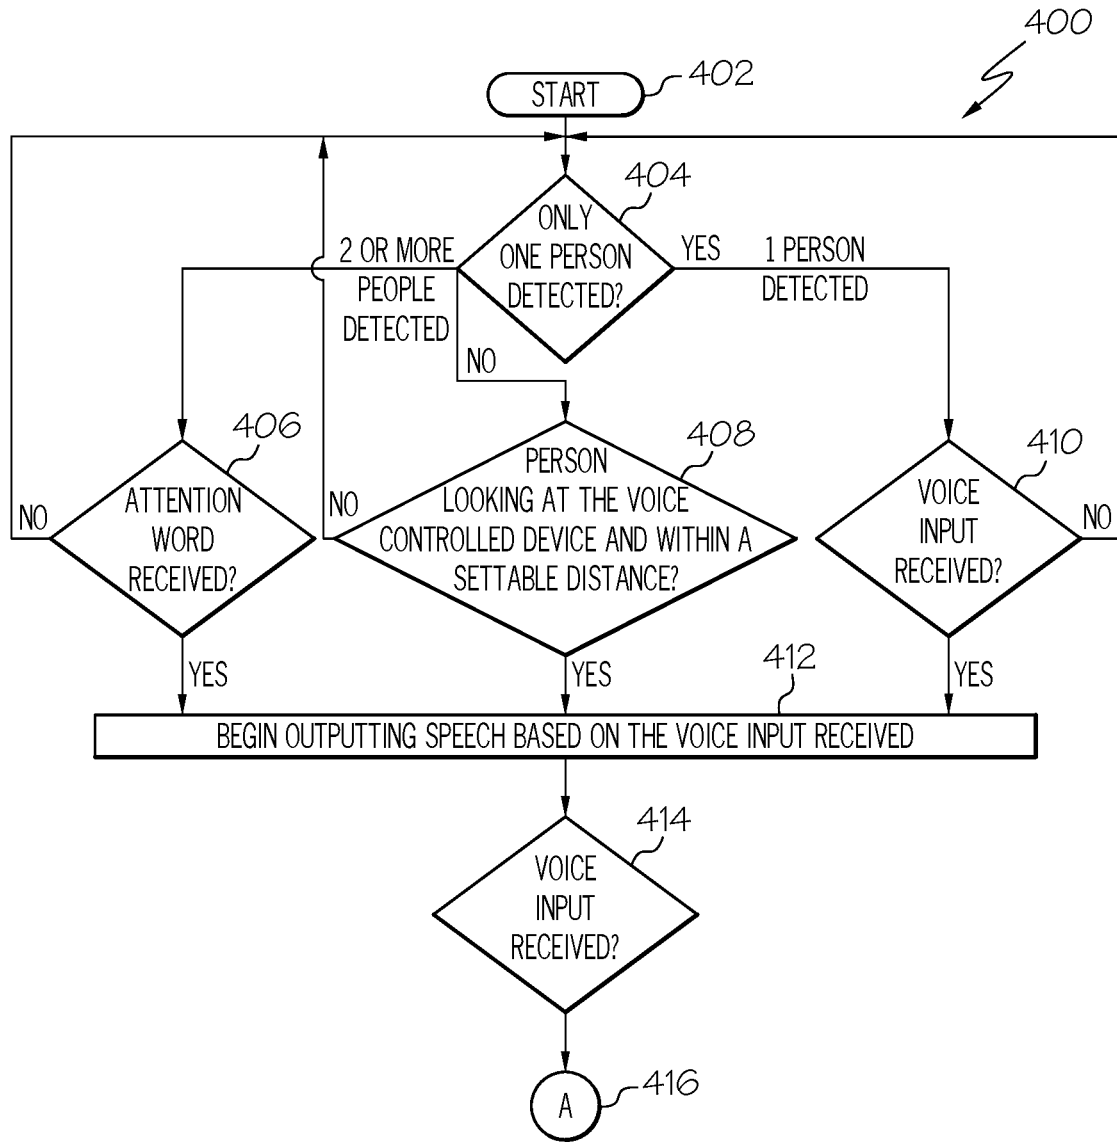 400
START
402
404
ONLY
ONE PERSON
DETECTED?
2 OR MORE
PEOPLE
DETECTED
YES
1 PERSON
DETECTED
NO
406
ATTENTION
WORD
RECEIVED?
NO
YES
408
PERSON
LOOKING AT THE VOICE
CONTROLLED DEVICE AND WITHIN A
SETTABLE DISTANCE?
NO
YES
410
VOICE
INPUT
RECEIVED?
NO
YES
412
BEGIN OUTPUTTING SPEECH BASED ON THE VOICE INPUT RECEIVED
414
VOICE
INPUT
RECEIVED?
A
416